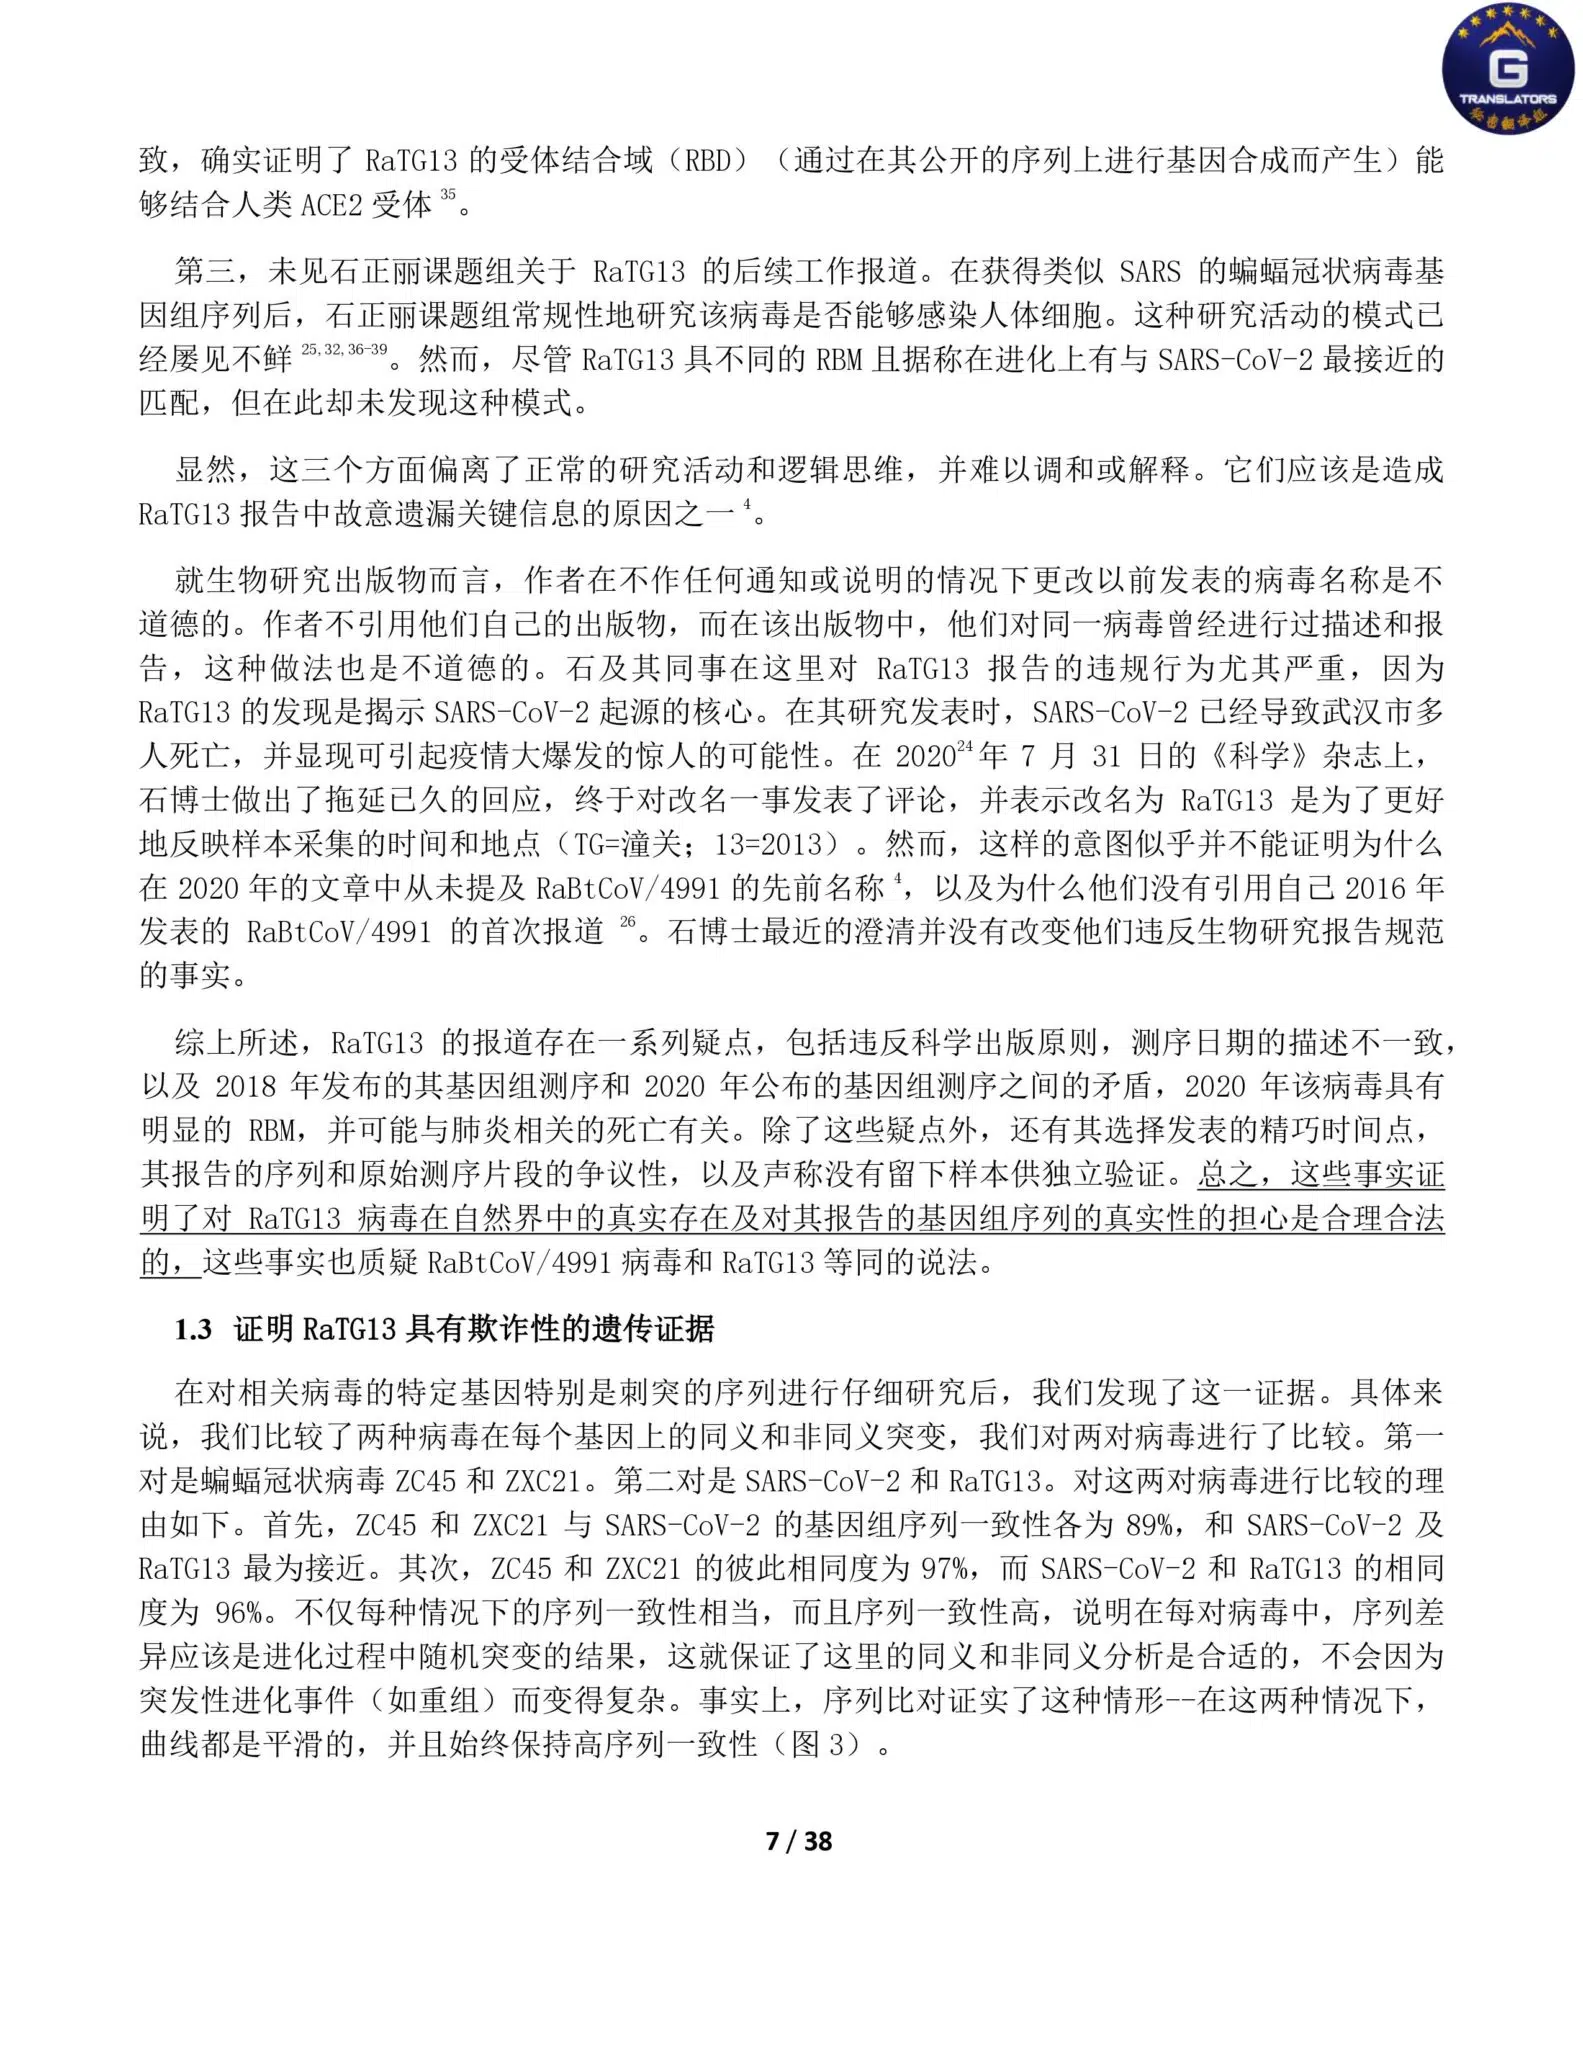 G
TRANSLATORS
致，确实证明了 RaTG13 的受体结合域（RBD）（通过在其公开的序列上进行基因合成而产生）能
够结合人类 ACE2 受体 35。
第三，未见石正丽课题组关于 RaTG13 的后续工作报道。在获得类似 SARS 的蝙蝠冠状病毒基
因组序列后，石正丽课题组常规性地研究该病毒是否能够感染人体细胞。这种研究活动的模式已
经屡见不鲜 25,32,36-39。然而，尽管 RaTG13 具不同的 RBM 且据称在进化上有与 SARS-CoV-2 最接近的
匹配，但在此却未发现这种模式。
显然，这三个方面偏离了正常的研究活动和逻辑思维，并难以调和或解释。它们应该是造成
RaTG13 报告中故意遗漏关键信息的原因之一 4。
就生物研究出版物而言，作者在不作任何通知或说明的情况下更改以前发表的病毒名称是不
道德的。作者不引用他们自己的出版物，而在该出版物中，他们对同一病毒曾经进行过描述和报
告，这种做法也是不道德的。石及其同事在这里对 RaTG13 报告的违规行为尤其严重，因为
RaTG13 的发现是揭示 SARS-CoV-2 起源的核心。在其研究发表时，SARS-CoV-2 已经导致武汉市多
人死亡，并显现可引起疫情大爆发的惊人的可能性。在 202024 年 7 月 31 日的《科学》杂志上，
石博士做出了拖延已久的回应，终于对改名一事发表了评论，并表示改名为 RaTG13 是为了更好
地反映样本采集的时间和地点（TG=潼关；13=2013）。然而，这样的意图似乎并不能证明为什么
在 2020 年的文章中从未提及 RaBtCoV/4991 的先前名称 4，以及为什么他们没有引用自己 2016 年
发表的 RaBtCoV/4991 的首次报道 26。石博士最近的澄清并没有改变他们违反生物研究报告规范
的事实。
综上所述，RaTG13 的报道存在一系列疑点，包括违反科学出版原则，测序日期的描述不一致，
以及 2018 年发布的其基因组测序和 2020 年公布的基因组测序之间的矛盾，2020 年该病毒具有
明显的 RBM，并可能与肺炎相关的死亡有关。除了这些疑点外，还有其选择发表的精巧时间点，
其报告的序列和原始测序片段的争议性，以及声称没有留下样本供独立验证。总之，这些事实证
明了对 RaTG13 病毒在自然界中的真实存在及对其报告的基因组序列的真实性的担心是合理合法
的，这些事实也质疑 RaBtCoV/4991 病毒和 RaTG13 等同的说法。
1.3 证明 RaTG13 具有欺诈性的遗传证据
在对相关病毒的特定基因特别是刺突的序列进行仔细研究后，我们发现了这一证据。具体来
说，我们比较了两种病毒在每个基因上的同义和非同义突变，我们对两对病毒进行了比较。第一
对是蝙蝠冠状病毒 ZC45 和 ZXC21。第二对是 SARS-CoV-2 和 RaTG13。对这两对病毒进行比较的理
由如下。首先，ZC45 和 ZXC21 与 SARS-CoV-2 的基因组序列一致性各为 89%，和 SARS-CoV-2 及
RaTG13 最为接近。其次，ZC45 和 ZXC21 的彼此相同度为 97%，而 SARS-CoV-2 和 RaTG13 的相同
度为 96%。不仅每种情况下的序列一致性相当，而且序列一致性高，说明在每对病毒中，序列差
异应该是进化过程中随机突变的结果，这就保证了这里的同义和非同义分析是合适的，不会因为
突发性进化事件（如重组）而变得复杂。事实上，序列比对证实了这种情形--在这两种情况下，
曲线都是平滑的，并且始终保持高序列一致性（图 3）。
7 / 38